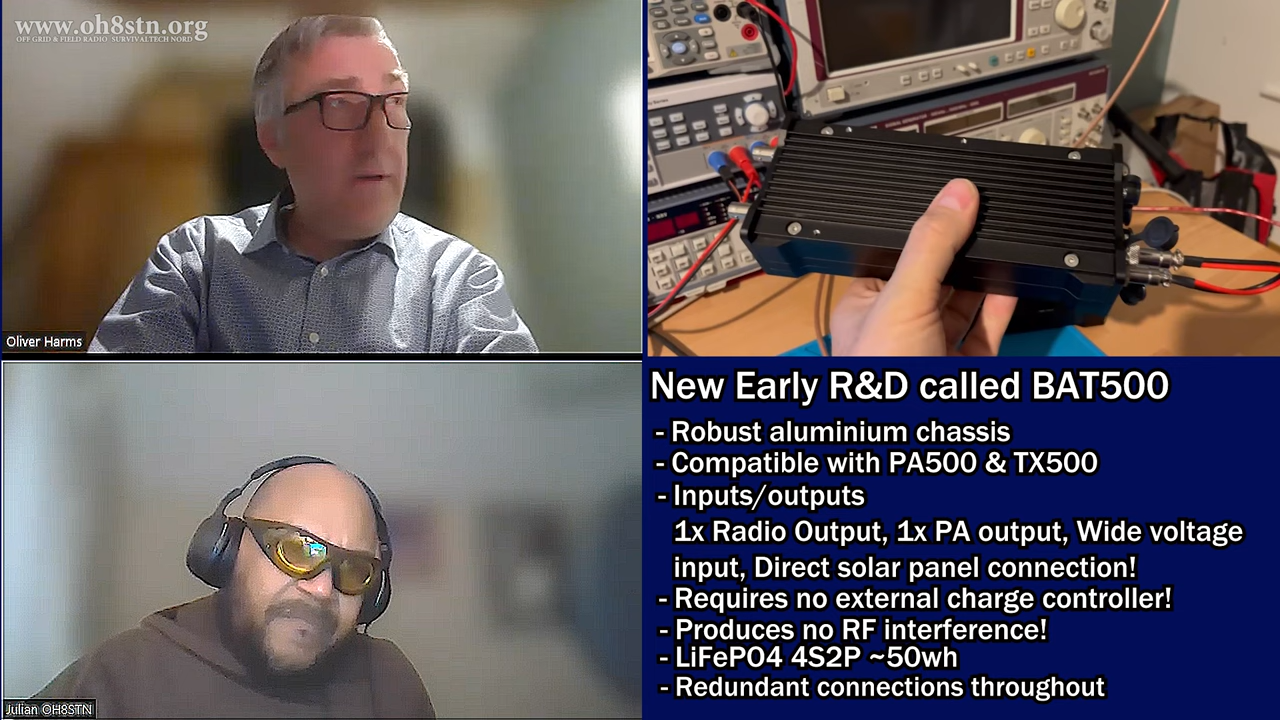 www.oh8stn.org
OFF GRID & FIELD RADIO SURVIVALTECH NORD
Oliver Harms
Julian OH8STN
New Early R&D called BAT500
- Robust aluminium chassis
- Compatible with PA500 & TX500
- Inputs/outputs
1x Radio Output, 1x PA output, Wide voltage
input, Direct solar panel connection!
- Requires no external charge controller!
- Produces no RF interference!
- LiFePO4 4S2P ~50wh
- Redundant connections throughout